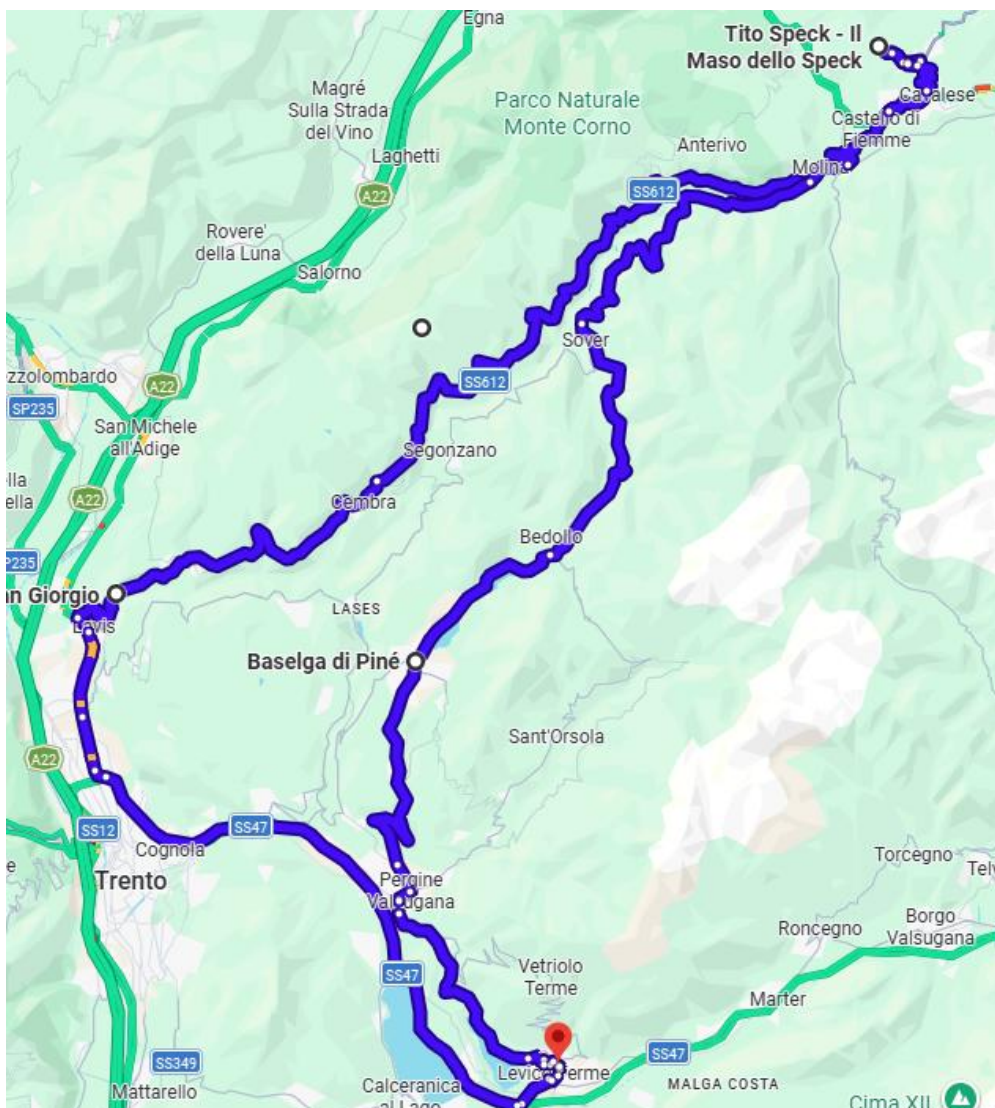 Egna
Tito Speck - Il
Maso dello Speck
Magré
Sulla Strada
del Vino
Parco Naturale
Monte Corno
Cavalese
Castello di
Fiemme
Laghetti
Anterivo
Molina
A22
SS612
Rovere'
della Luna
Salorno
Sover
zzolombardo
A22
SS612
SP235
San Michele
all'Adige
Segonzano
ella
A22
Cembra
Bedollo
P235
an Giorgio
LASES
Lavis
Baselga di Piné
Sant'Orsola
A22
SS12
SS47
Cognola
Torcegno
Trento
Pergine
Valsugana
Roncegno
Borgo
Valsugana
SS47
Vetriolo
Terme
Marter
SS349
Levico Terme
SS47
Mattarello
Calceranica
al Lago
MALGA COSTA
Cima XII